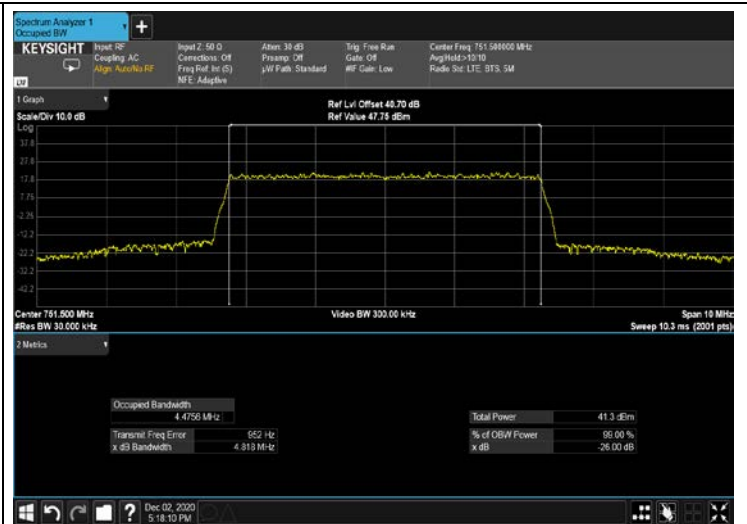 Spectrum Analyzer 1
Occupied BW
+
KEYSIGHT
Input: RF
Coupling: AC
Align: Auto/No RF
Input Z: 50 Ω
Corrections: Off
Freq Ref: Int (S)
NFE: Adaptive
Atten: 30 dB
Preamp: Off
µW Path: Standard
Trig: Free Run
Gate: Off
#IF Gain: Low
Center Freq: 751.500000 MHz
Avg|Hold:>10/10
Radio Std: LTE, BTS, 5M
1 Graph
Scale/Div 10.0 dB
Ref Lvl Offset 40.70 dB
Ref Value 47.75 dBm
Log
37.8
27.8
17.8
7.75
-2.25
-12.2
-22.2
-32.2
-42.2
Center 751.500 MHz
#Res BW 30.000 kHz
Video BW 300.00 kHz
Span 10 MHz
Sweep 10.3 ms (2001 pts)
2 Metrics
Occupied Bandwidth
4.4756 MHz
Transmit Freq Error 952 Hz
x dB Bandwidth 4.818 MHz
Total Power 41.3 dBm
% of OBW Power 99.00 %
x dB -26.00 dB
?
Dec 02, 2020
5:18:10 PM